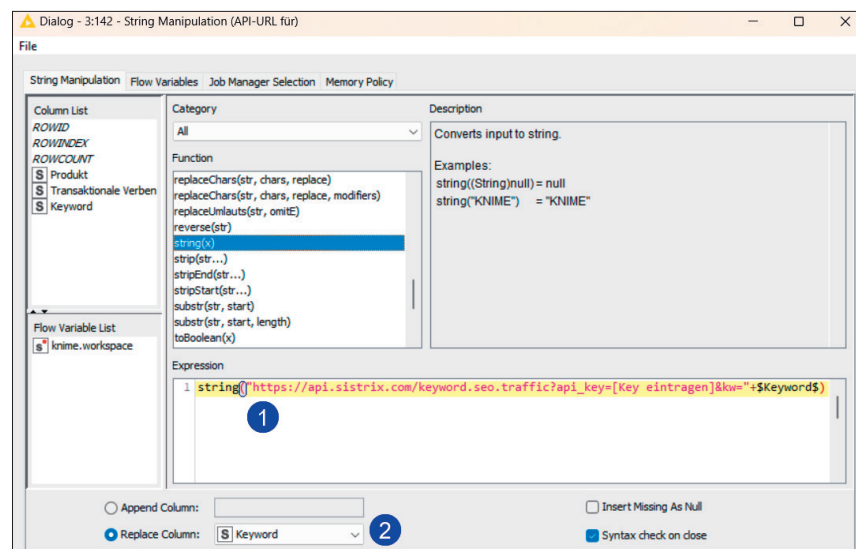 Dialog - 3:142 - String Manipulation (API-URL für)
File
String Manipulation Flow Variables Job Manager Selection Memory Policy
Column List
ROWID
ROWINDEX
ROWCOUNT
S Produkt
S Transaktionale Verben
S Keyword
Flow Variable List
s knime.workspace
Category
All
Function
replaceChars(str, chars, replace)
replaceChars(str, chars, replace, modifiers)
replaceUmlauts(str, omitE)
reverse(str)
string(x)
strip(str...)
stripEnd(str...)
stripStart(str...)
substr(str, start)
substr(str, start, length)
toBoolean(x)
Description
Converts input to string.
Examples:
string((String)null) = null
string("KNIME") = "KNIME"
Expression
1 string("https://api.sistrix.com/keyword.seo.traffic?api_key=[Key eintragen]&kw="+$Keyword$)
1
Append Column:
Replace Column: S Keyword 2
Insert Missing As Null
Syntax check on close